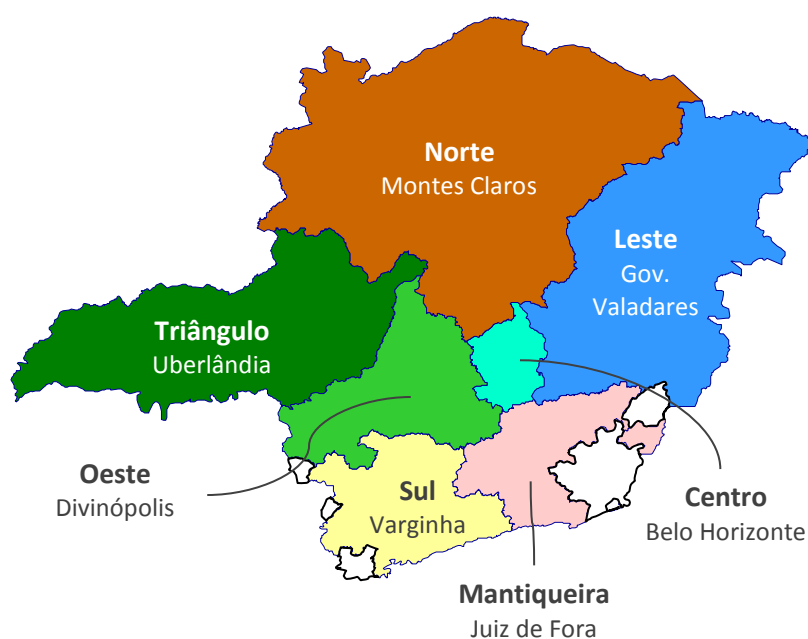 Norte
Montes Claros
Leste
Gov.
Valadares
Triângulo
Uberlândia
Oeste
Divinópolis
Sul
Varginha
Centro
Belo Horizonte
Mantiqueira
Juiz de Fora